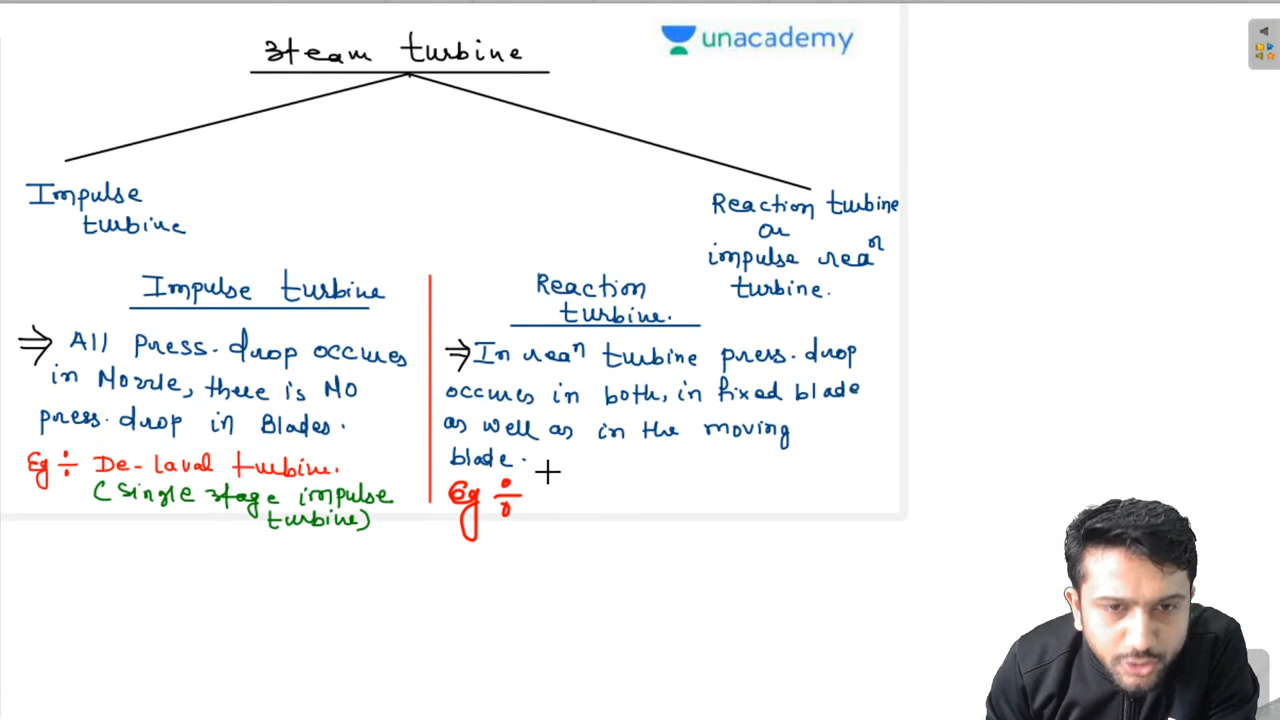 Steam turbine
unacademy
Impulse
turbine
Reaction turbine
or
impulse reaⁿ
turbine.
Impulse turbine
⇒ All press. drop occures
in Nozzle, there is No
press. drop in Blades.
Eg ÷ De-Laval turbine.
(Single stage impulse
turbine)
Reaction
turbine.
⇒ In reaⁿ turbine press. drop
occures in both, in fixed blade
as well as in the moving
blade.
Eg ÷